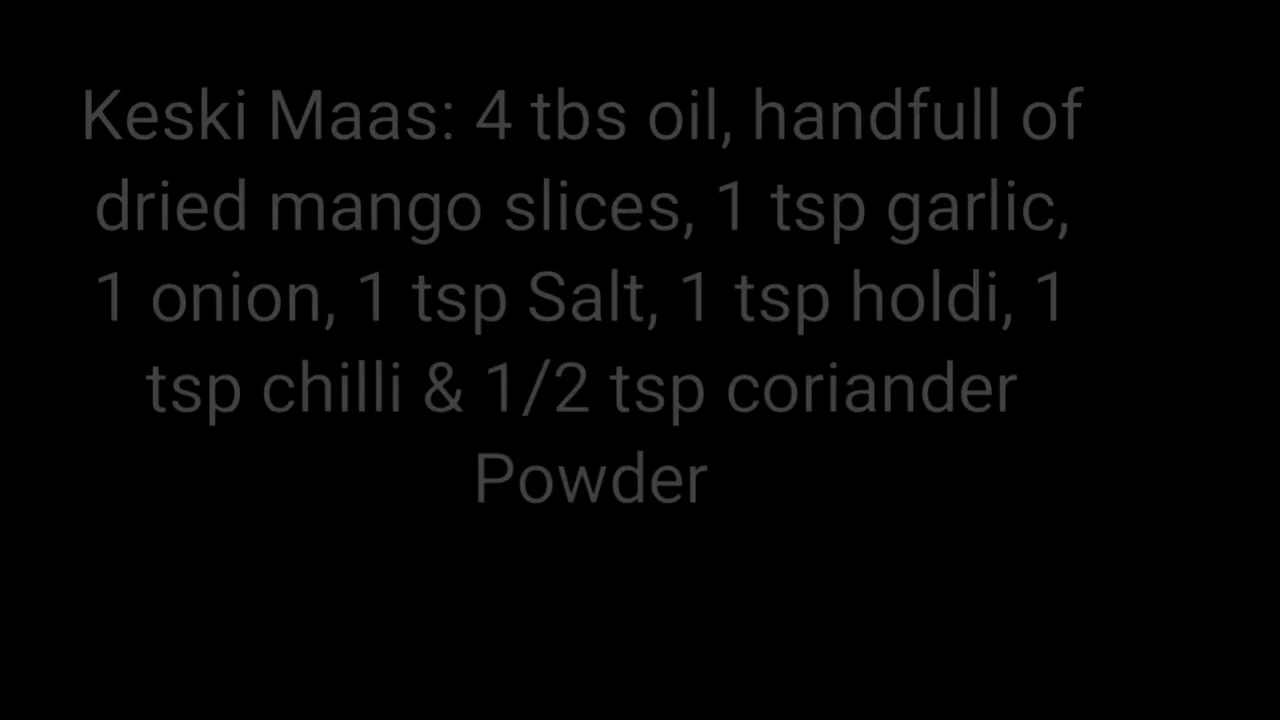 Keski Maas: 4 tbs oil, handfull of
dried mango slices, 1 tsp garlic,
1 onion, 1 tsp Salt, 1 tsp holdi, 1
tsp chilli & 1/2 tsp coriander
Powder